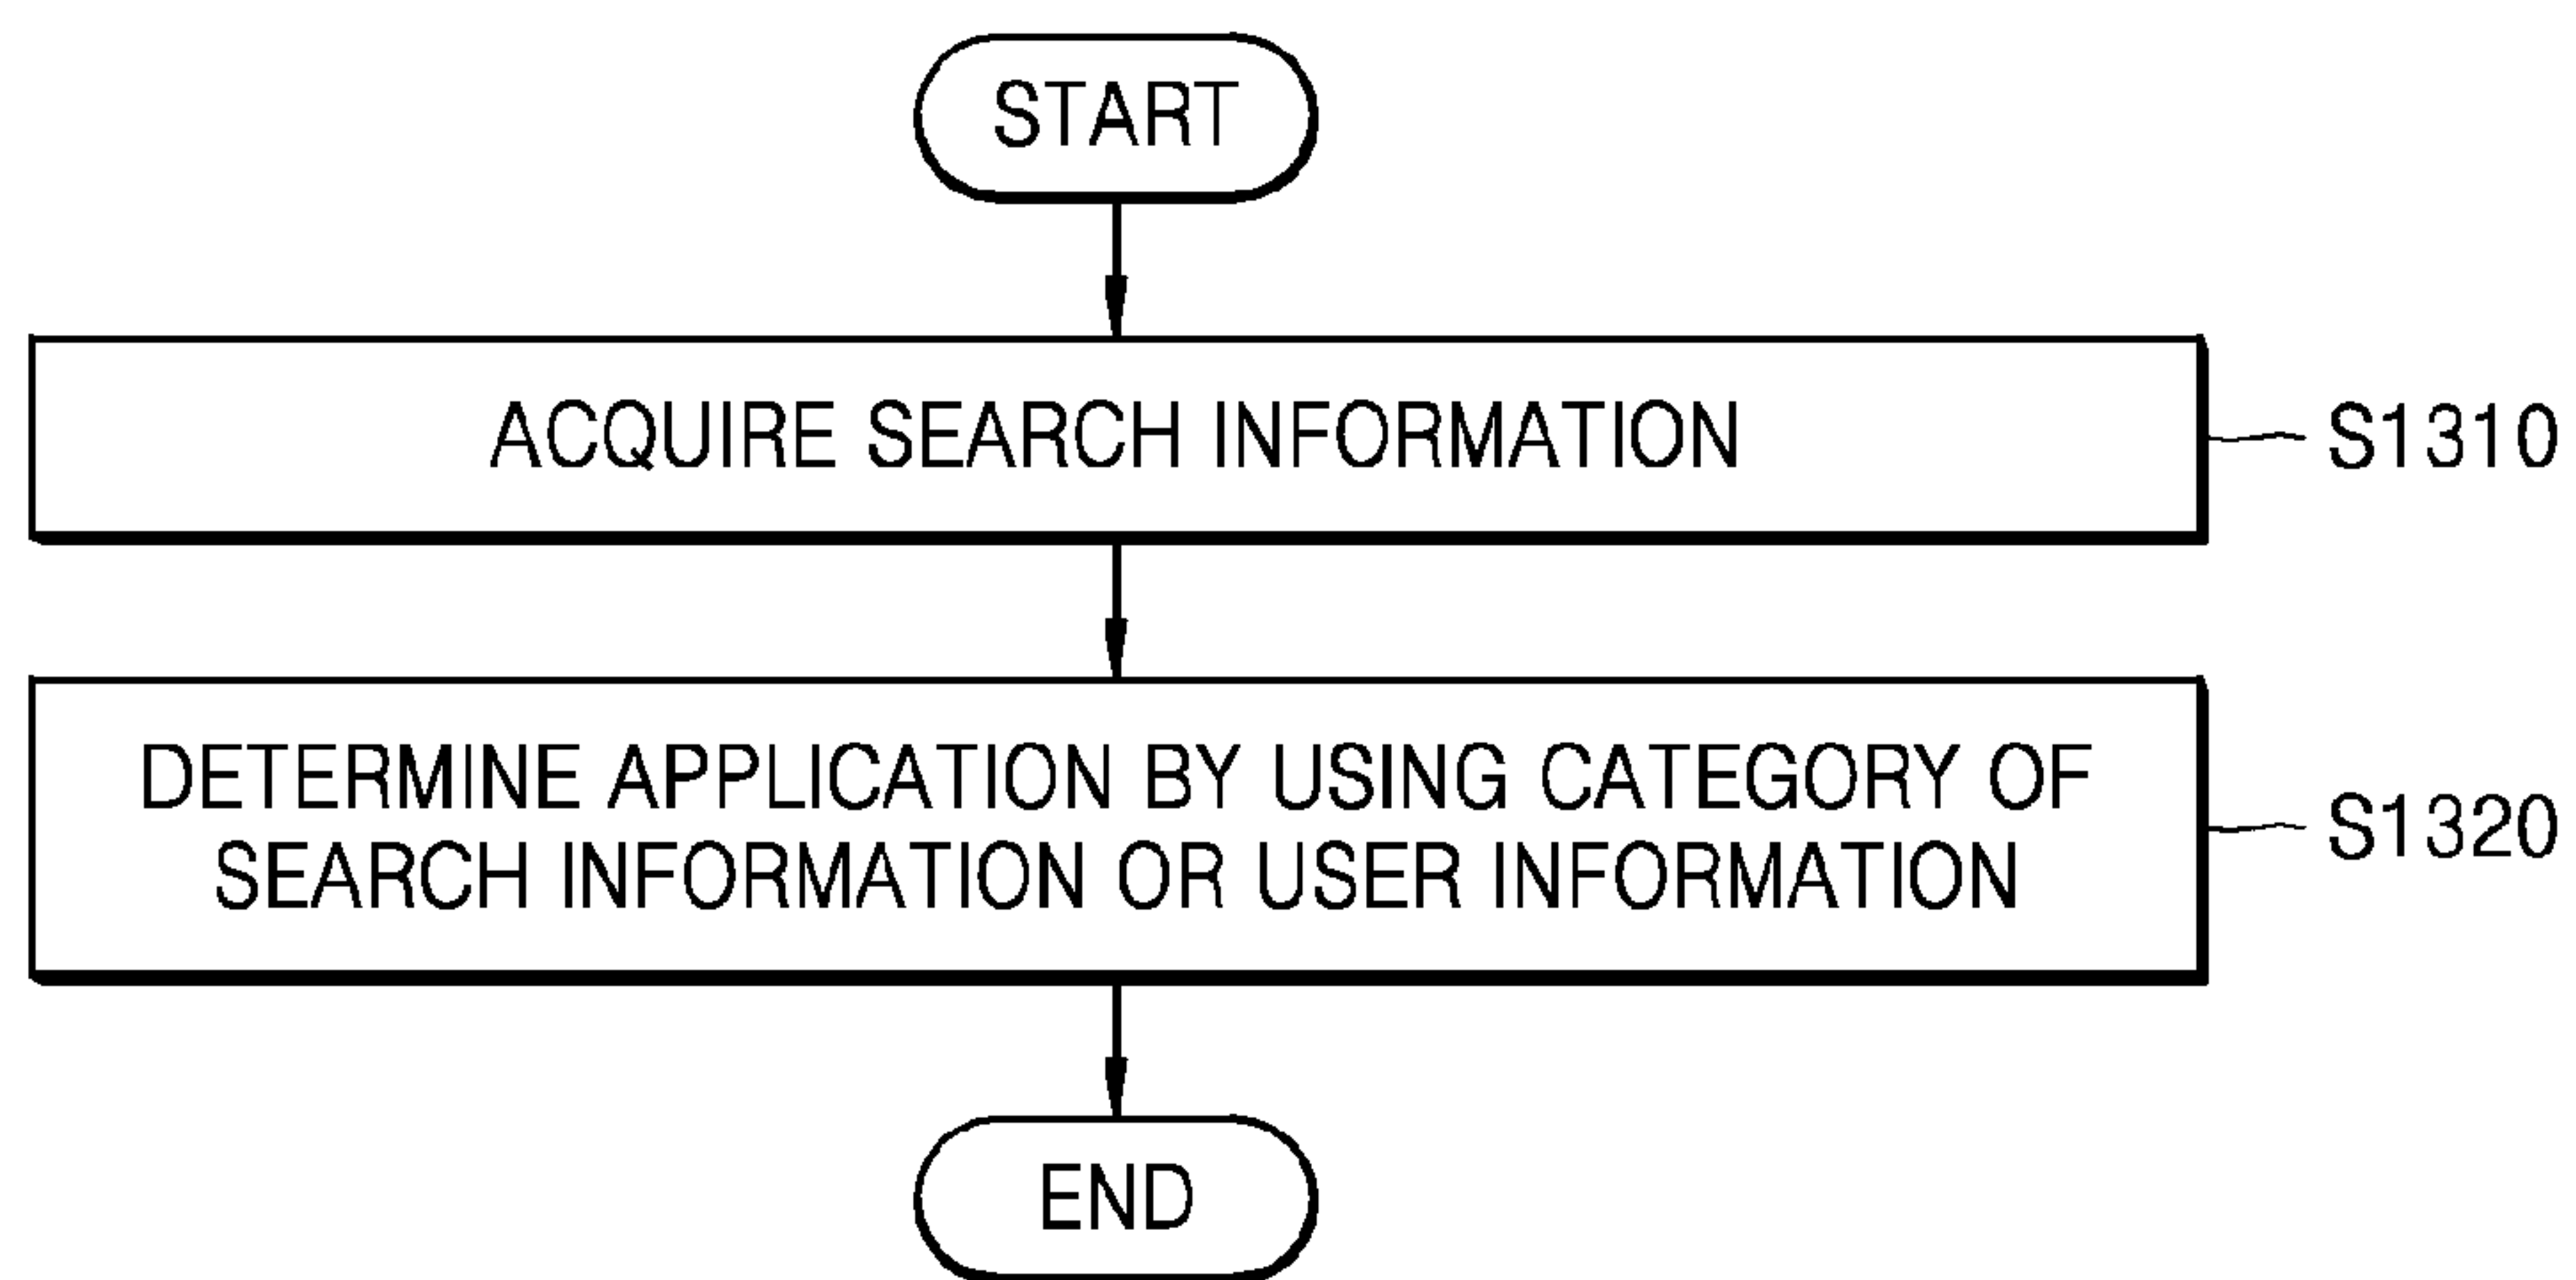 START
ACQUIRE SEARCH INFORMATION
S1310
DETERMINE APPLICATION BY USING CATEGORY OF
SEARCH INFORMATION OR USER INFORMATION
S1320
END